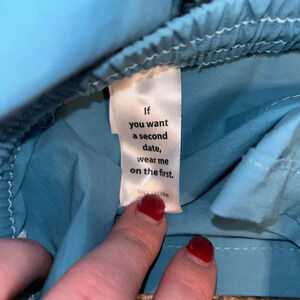 If
you want
a second
date,
wear me
on the first.